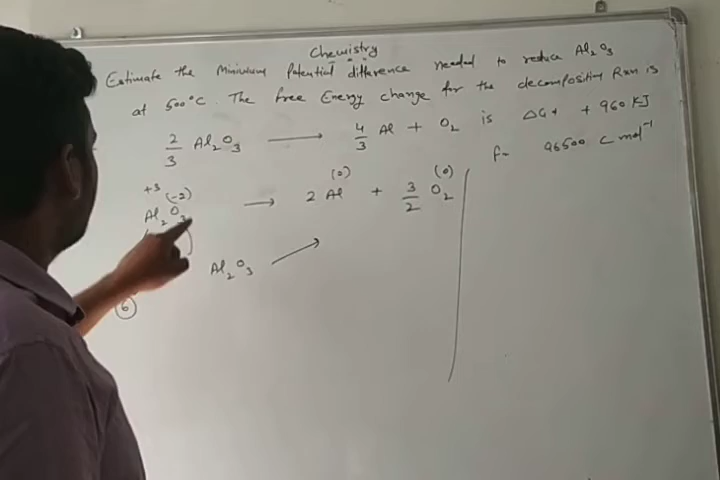 Chemistry
Estimate the Minimum Potential difference needed to reduce Al₂O₃
at 500°C. The free Energy change for the decomposition Rxn is
2/3 Al₂O₃ ⟶ 4/3 Al + O₂ is ΔG + 960 KJ
F= 96500 C mol⁻¹
+3 (-2) (0) (0)
Al₂O₃ → 2 Al + 3/2 O₂
Al₂O₃ →
6